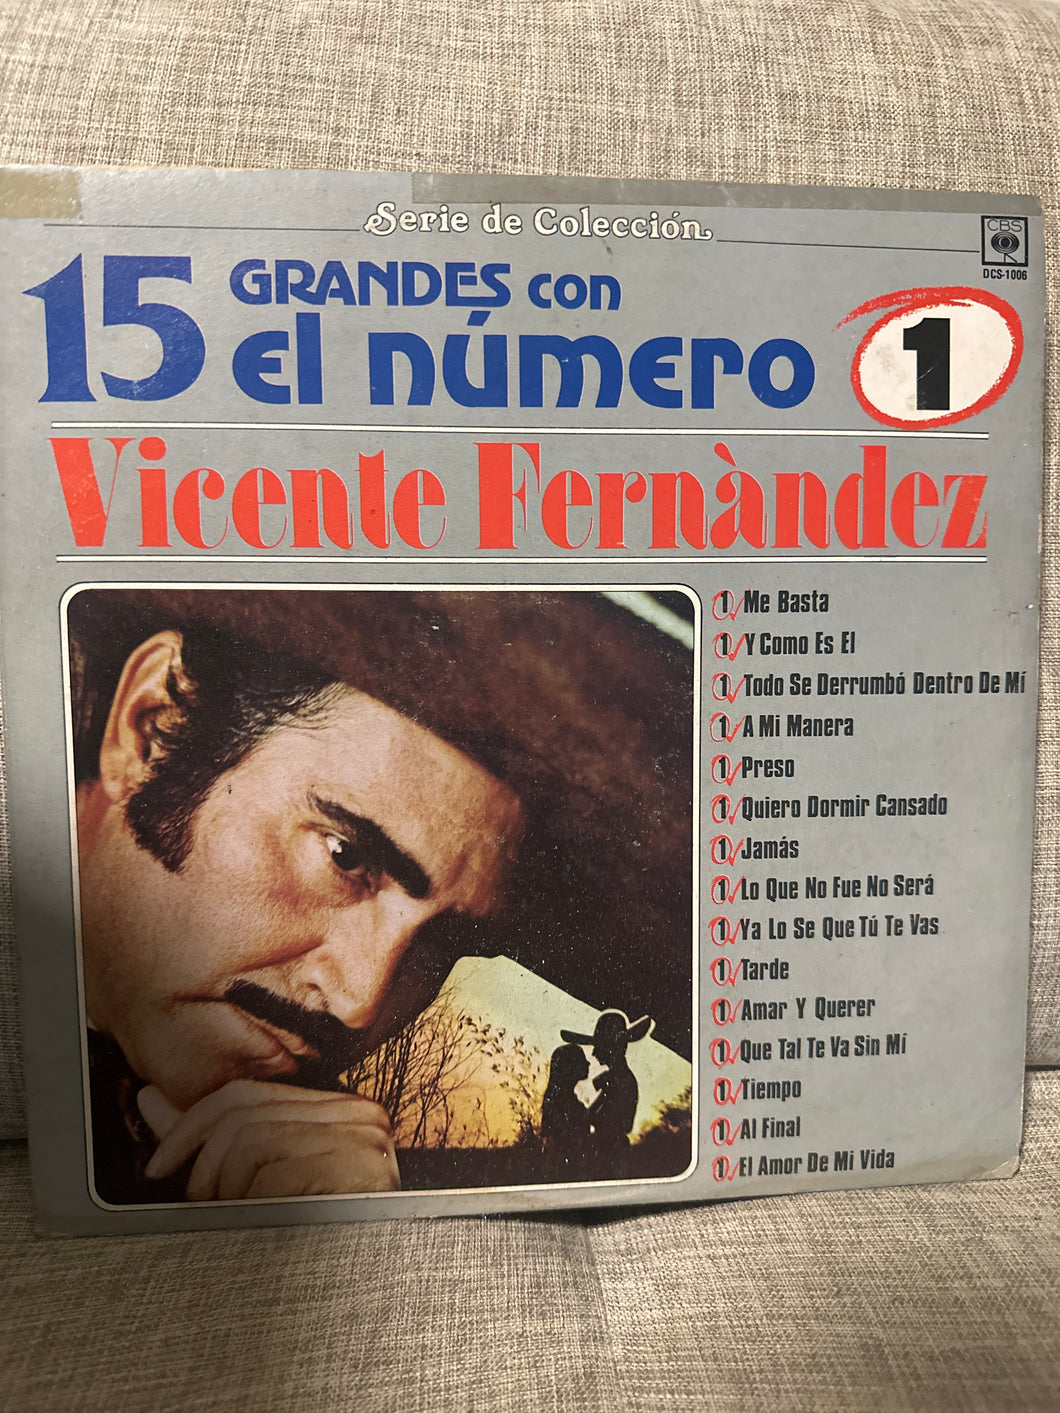 Serie de Colección
CBS
DCS-1006
15 GRANDES con
el número 1
Vicente Fernàndez
1 Me Basta
1 Y Como Es El
1 Todo Se Derrumbó Dentro De Mí
1 A Mi Manera
1 Preso
1 Quiero Dormir Cansado
1 Jamás
1 Lo Que No Fue No Será
1 Ya Lo Se Que Tú Te Vas
1 Tarde
1 Amar Y Querer
1 Que Tal Te Va Sin Mí
1 Tiempo
1 Al Final
1 El Amor De Mi Vida